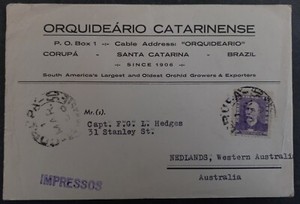 ORQUIDEÁRIO CATARINENSE
P. O. Box 1 — Cable Address: "ORQUIDEARIO"
CORUPÁ - SANTA CATARINA - BRAZIL
— SINCE 1906 —
South America's Largest and Oldest Orchid Growers & Exporters
Mr.(s).
Capt. F.G. L. Hedges
31 Stanley St.
NEDLANDS, Western Australia
Australia
IMPRESSOS